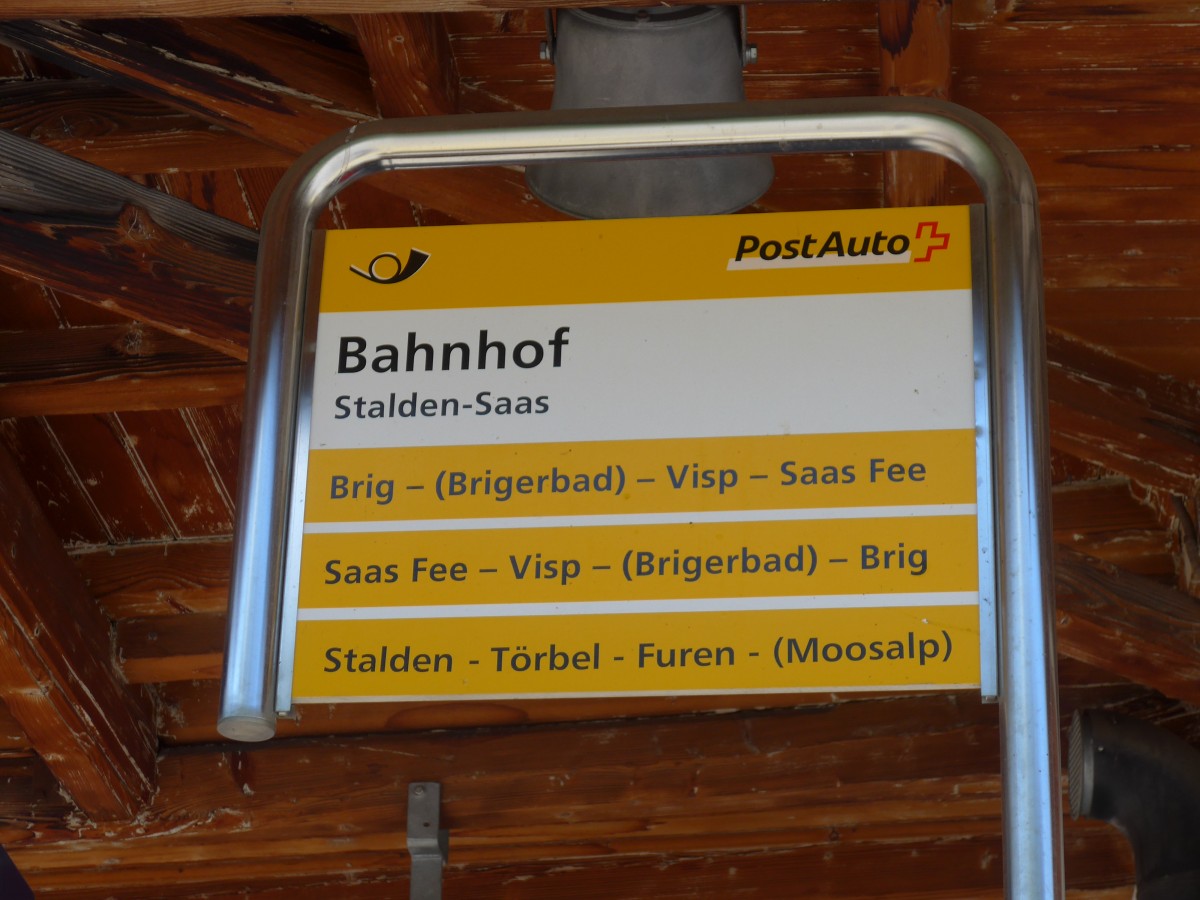 PostAuto
Bahnhof
Stalden-Saas
Brig – (Brigerbad) – Visp – Saas Fee
Saas Fee – Visp – (Brigerbad) – Brig
Stalden - Törbel - Furen - (Moosalp)